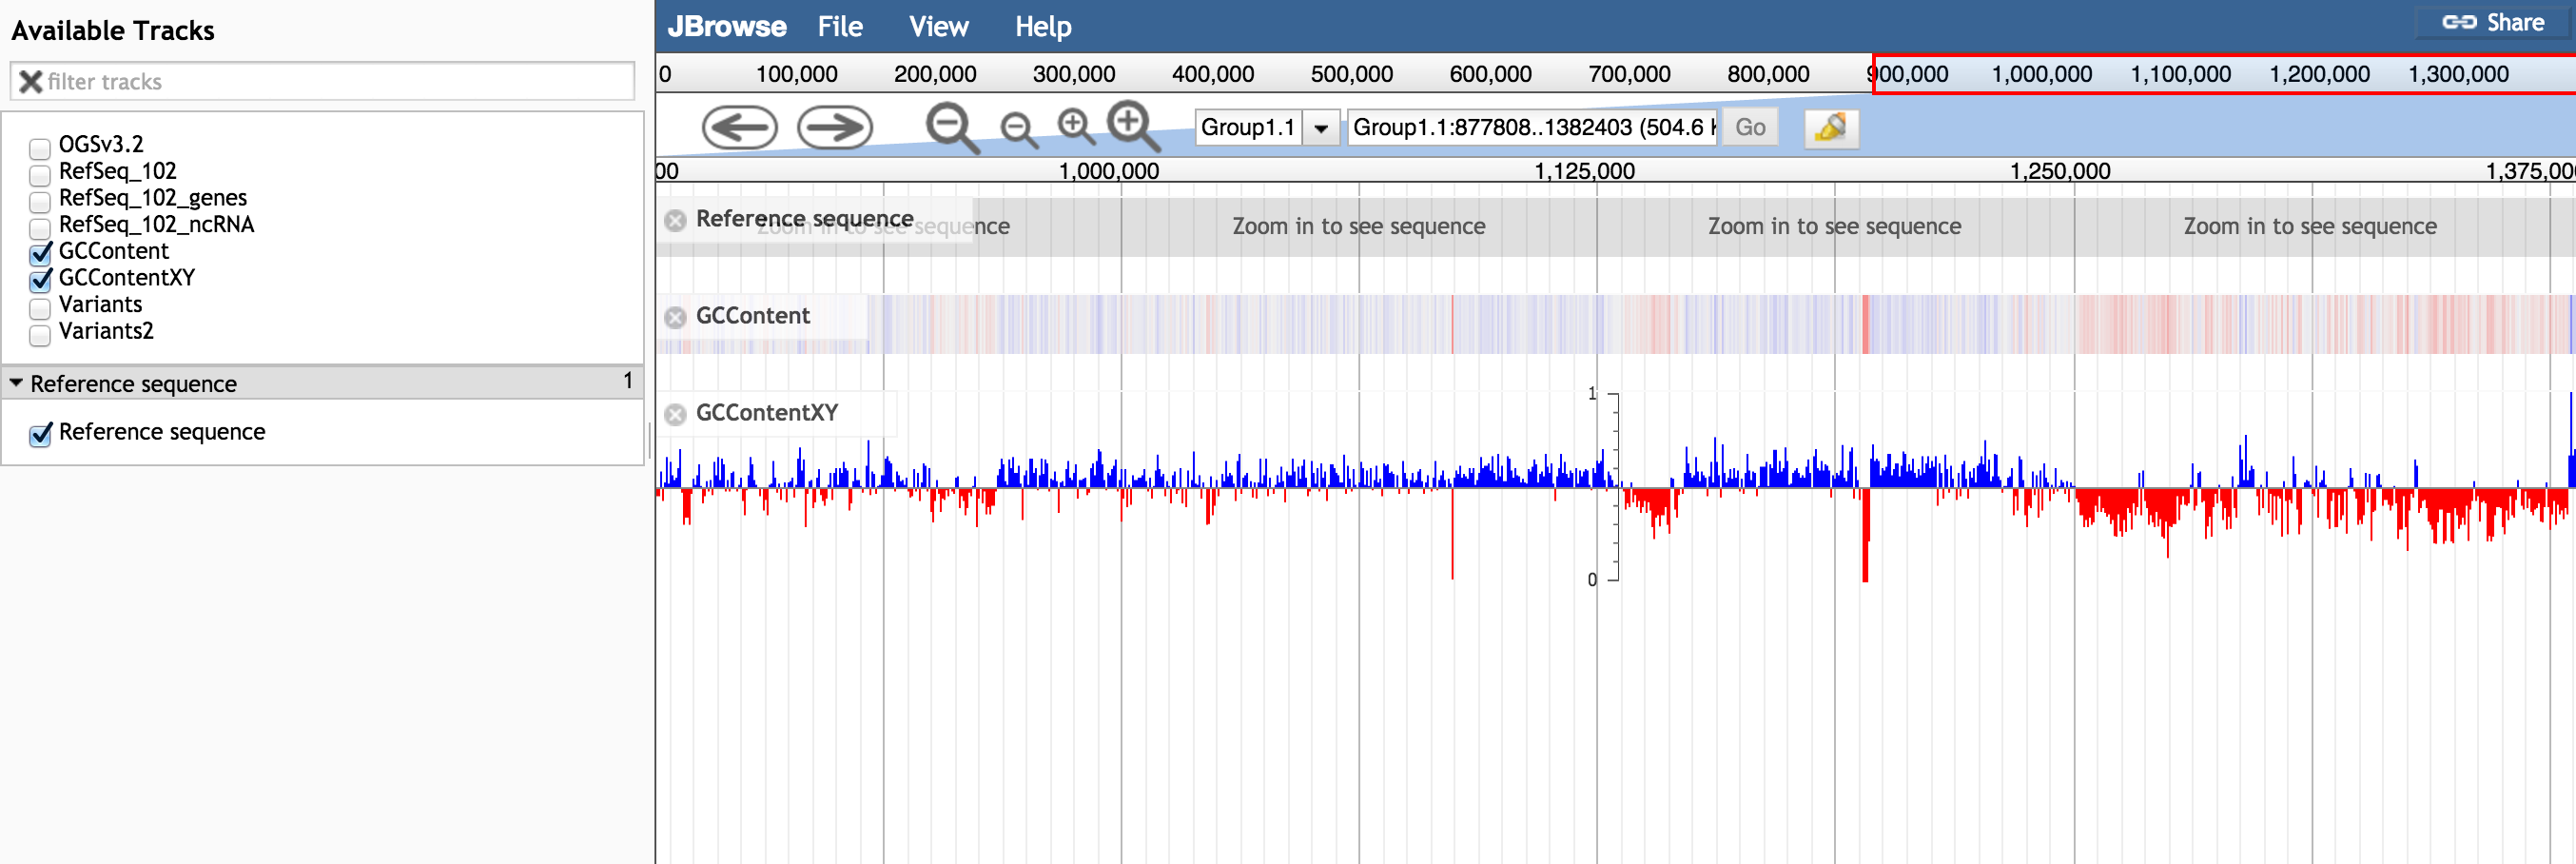 Available Tracks
filter tracks
OGSv3.2
RefSeq_102
RefSeq_102_genes
RefSeq_102_ncRNA
GCContent
GCContentXY
Variants
Variants2
Reference sequence 1
Reference sequence
JBrowse File View Help Share
0 100,000 200,000 300,000 400,000 500,000 600,000 700,000 800,000 900,000 1,000,000 1,100,000 1,200,000 1,300,000
Group1.1 Group1.1:877808..1382403 (504.6 Go
00 1,000,000 1,125,000 1,250,000 1,375,00
Reference sequence
Zoom in to see sequence Zoom in to see sequence Zoom in to see sequence Zoom in to see sequence
GCContent
GCContentXY
1
0